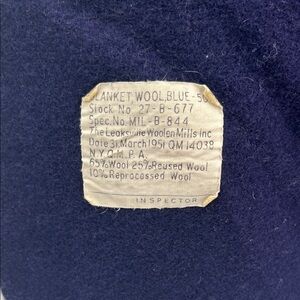 BLANKET WOOL, BLUE-50
Stock No 27-B-677
Spec. No MIL-B-844
The Leaksville Woolen Mills Inc
Date 31 March 1951 QM 14038
N.Y.Q.M.P.A.
65% Wool 25% Reused Wool
10% Reprocessed Wool
INSPECTOR